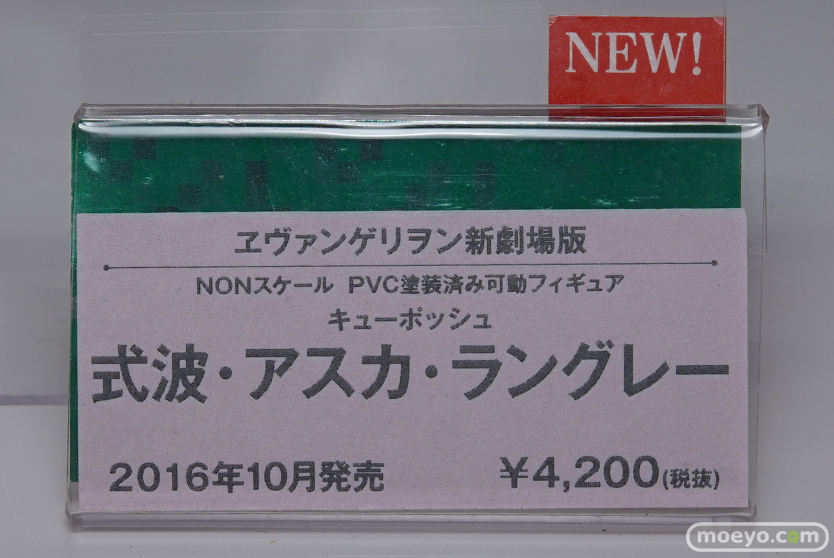 NEW!
ヱヴァンゲリヲン新劇場版
NONスケール PVC塗装済み可動フィギュア
キューポッシュ
式波・アスカ・ラングレー
2016年10月発売 ¥4,200(税抜)
moeyo.com